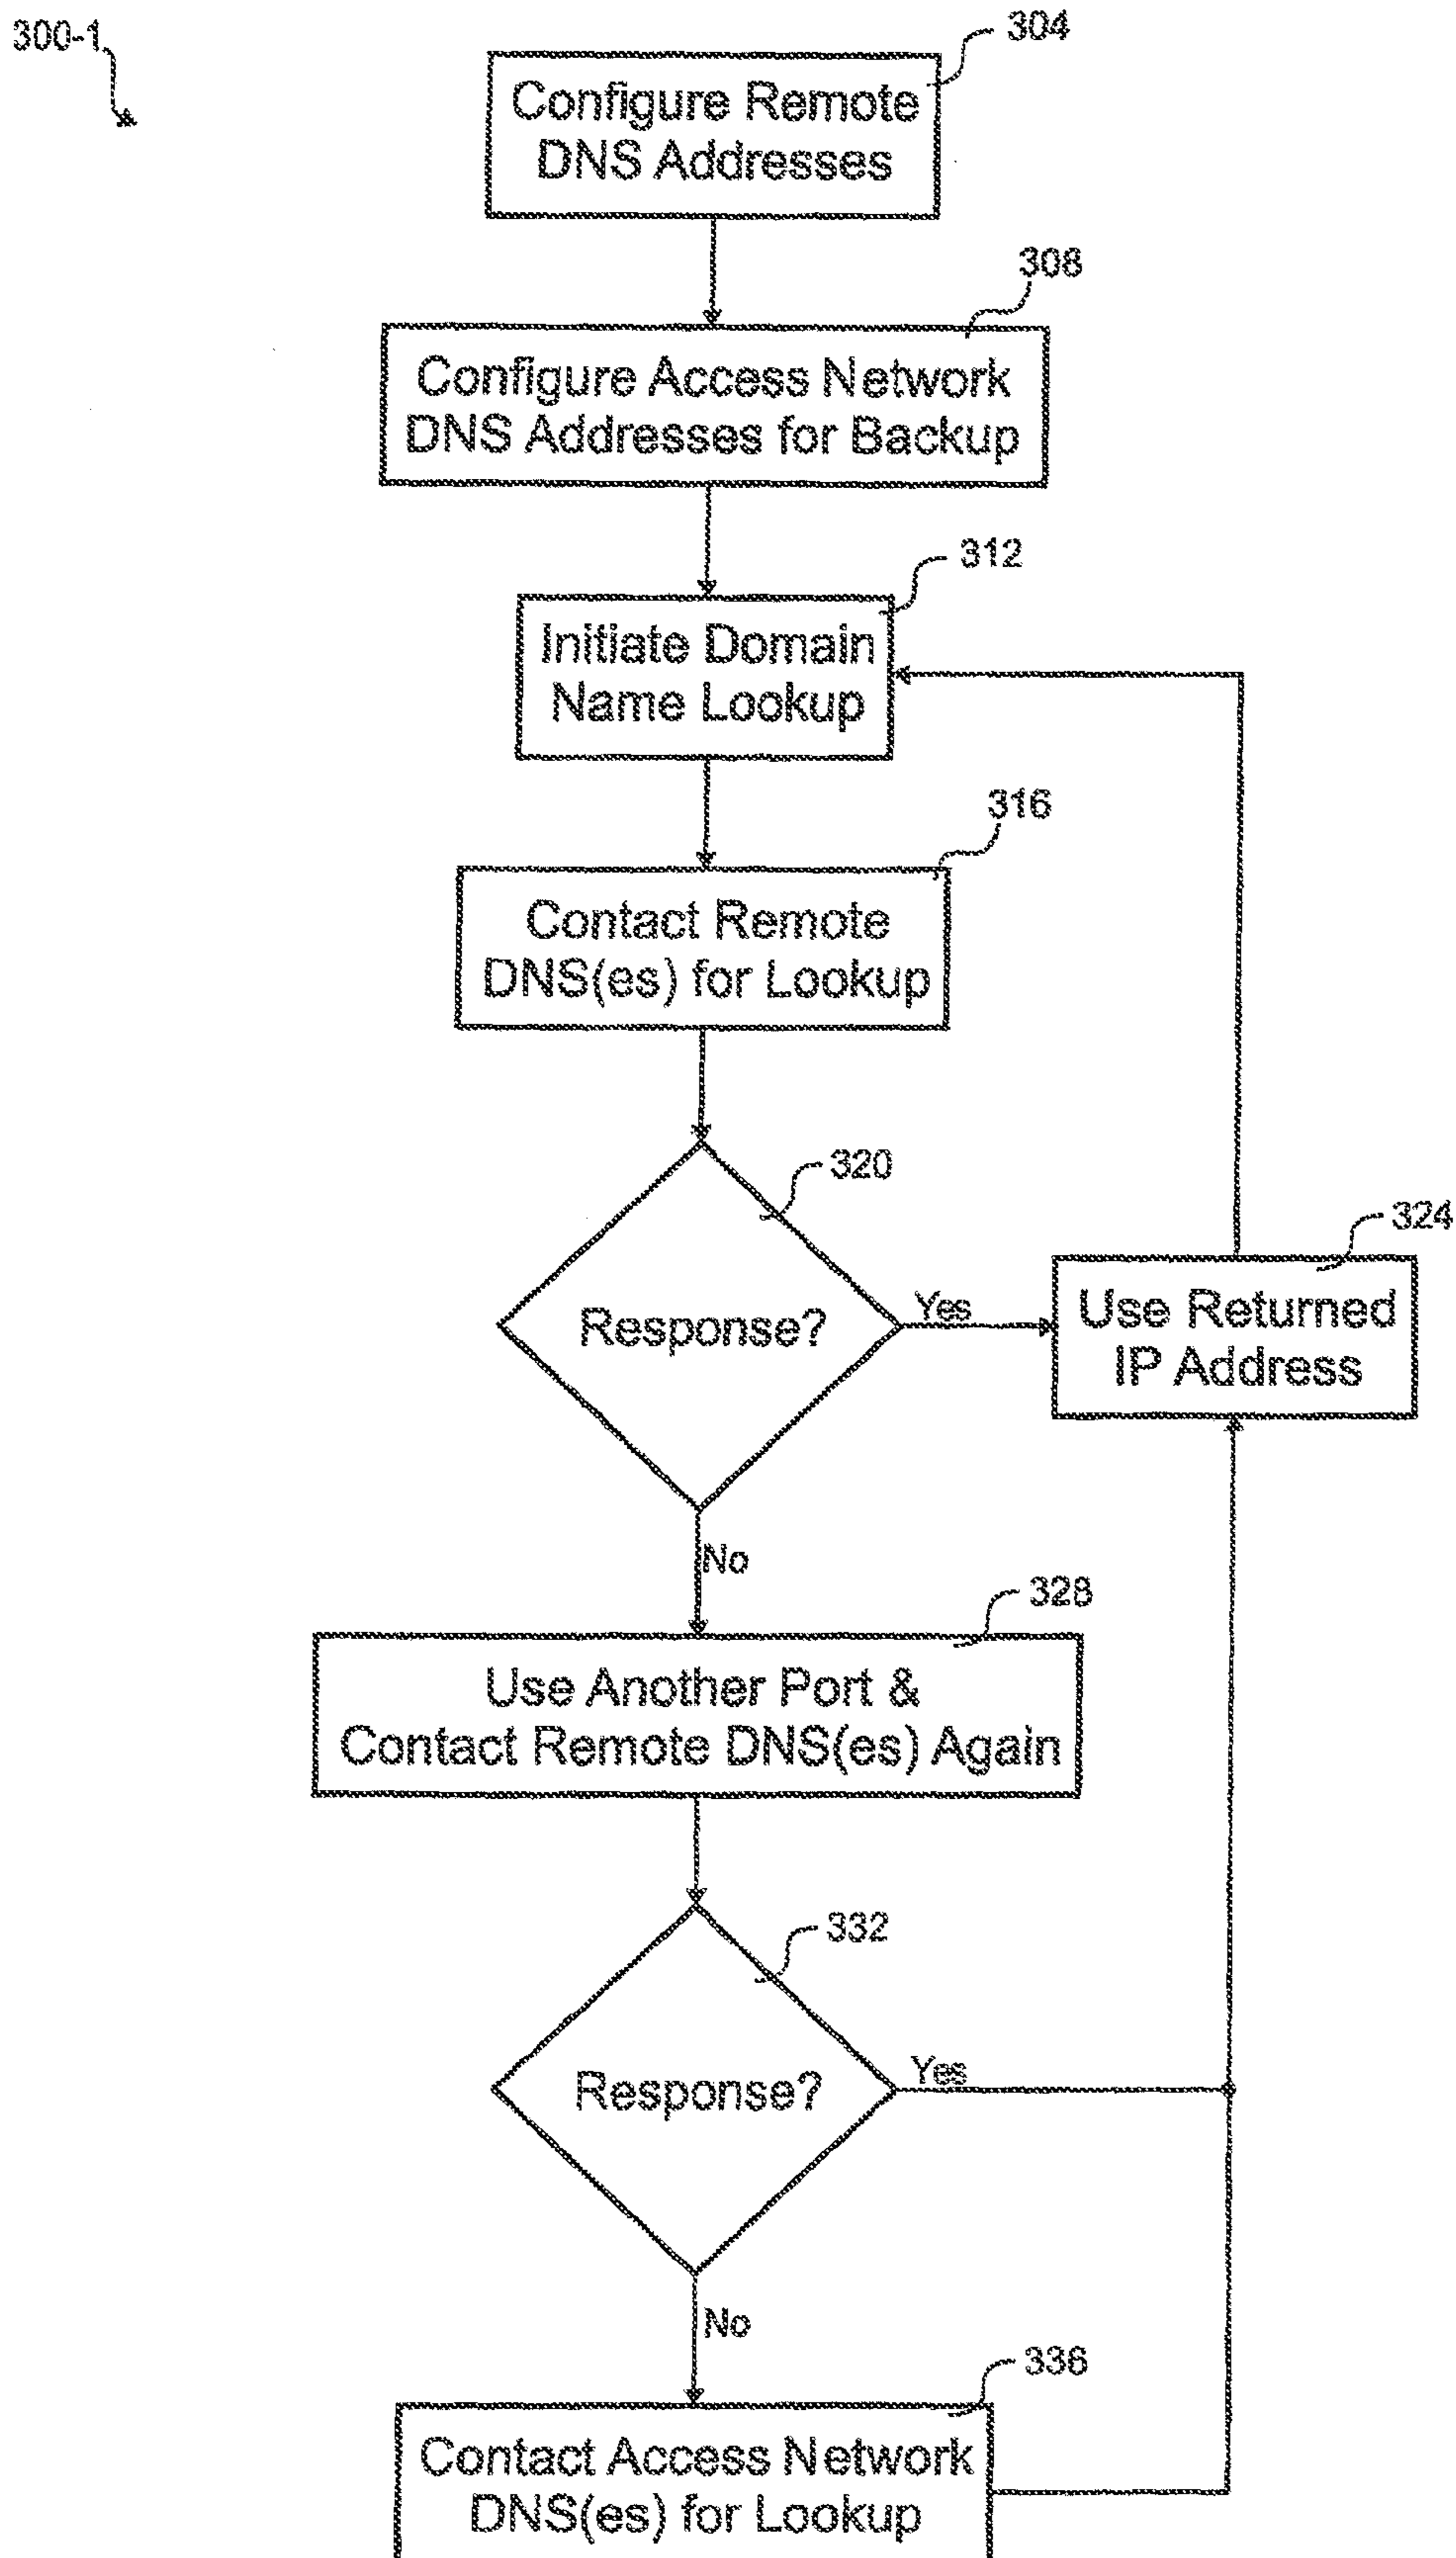 300-1
304
Configure Remote
DNS Addresses
308
Configure Access Network
DNS Addresses for Backup
312
Initiate Domain
Name Lookup
316
Contact Remote
DNS(es) for Lookup
320
Response?
Yes
324
Use Returned
IP Address
No
328
Use Another Port &
Contact Remote DNS(es) Again
332
Response?
Yes
No
336
Contact Access Network
DNS(es) for Lookup